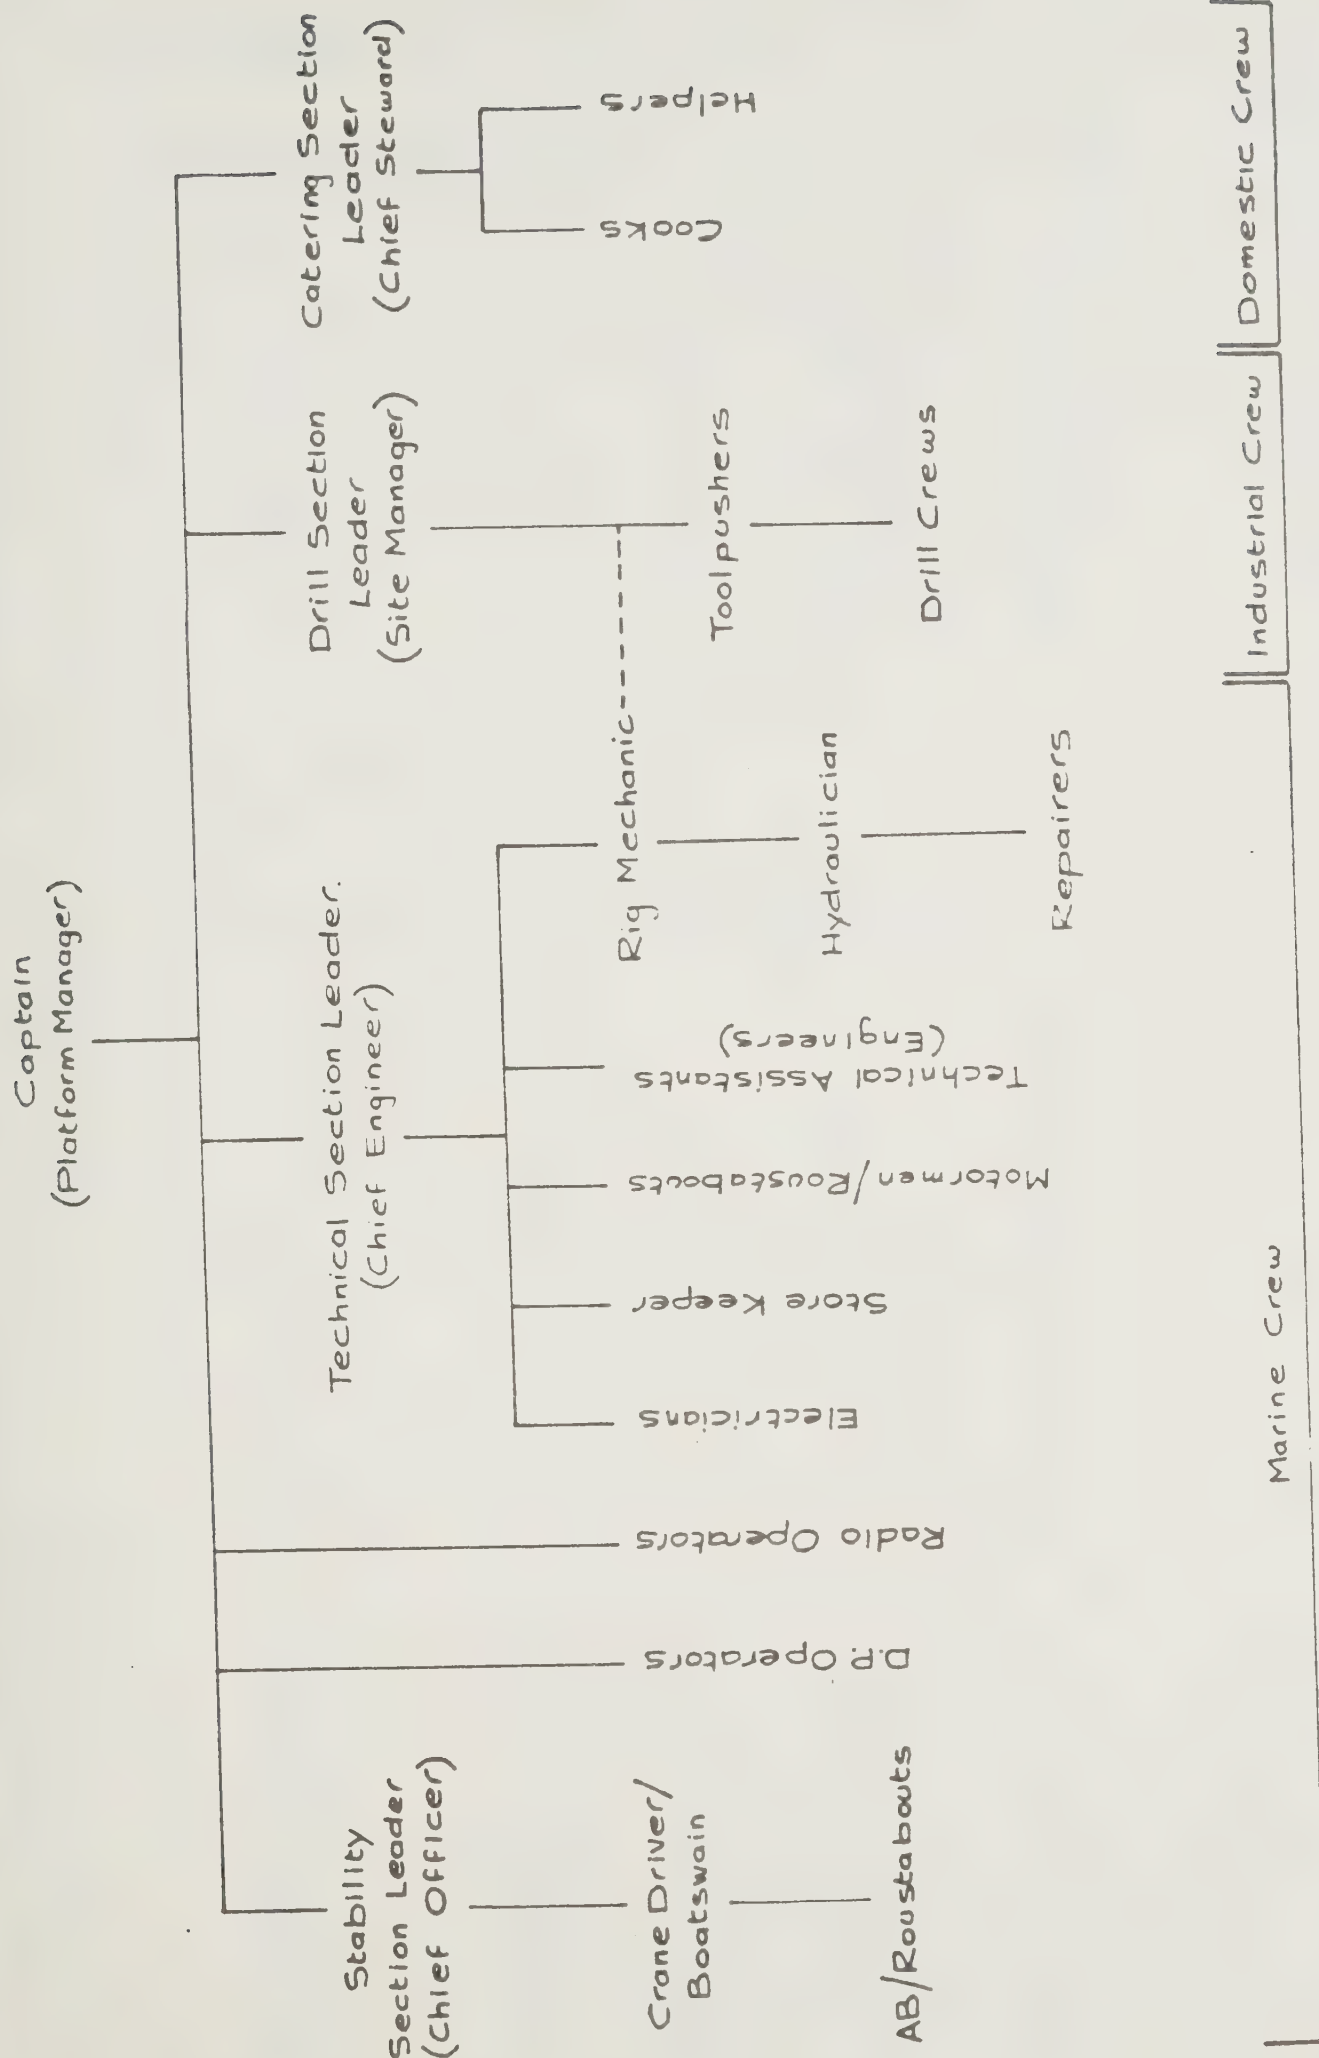 Captain
(Platform Manager)
Stability
Section Leader
(Chief Officer)
Crane Driver/
Boatswain
AB/Roustabouts
D.P. Operators
Radio Operators
Technical Section Leader.
(Chief Engineer)
Electricians
Store Keeper
Motormen/Roustabouts
Technical Assistants
(Engineers)
Rig Mechanic
Hydraulician
Repairers
Drill Section
Leader
(Site Manager)
Toolpushers
Drill Crews
Catering Section
Leader
(Chief Steward)
Cooks
Helpers
Marine Crew
Industrial Crew
Domestic Crew